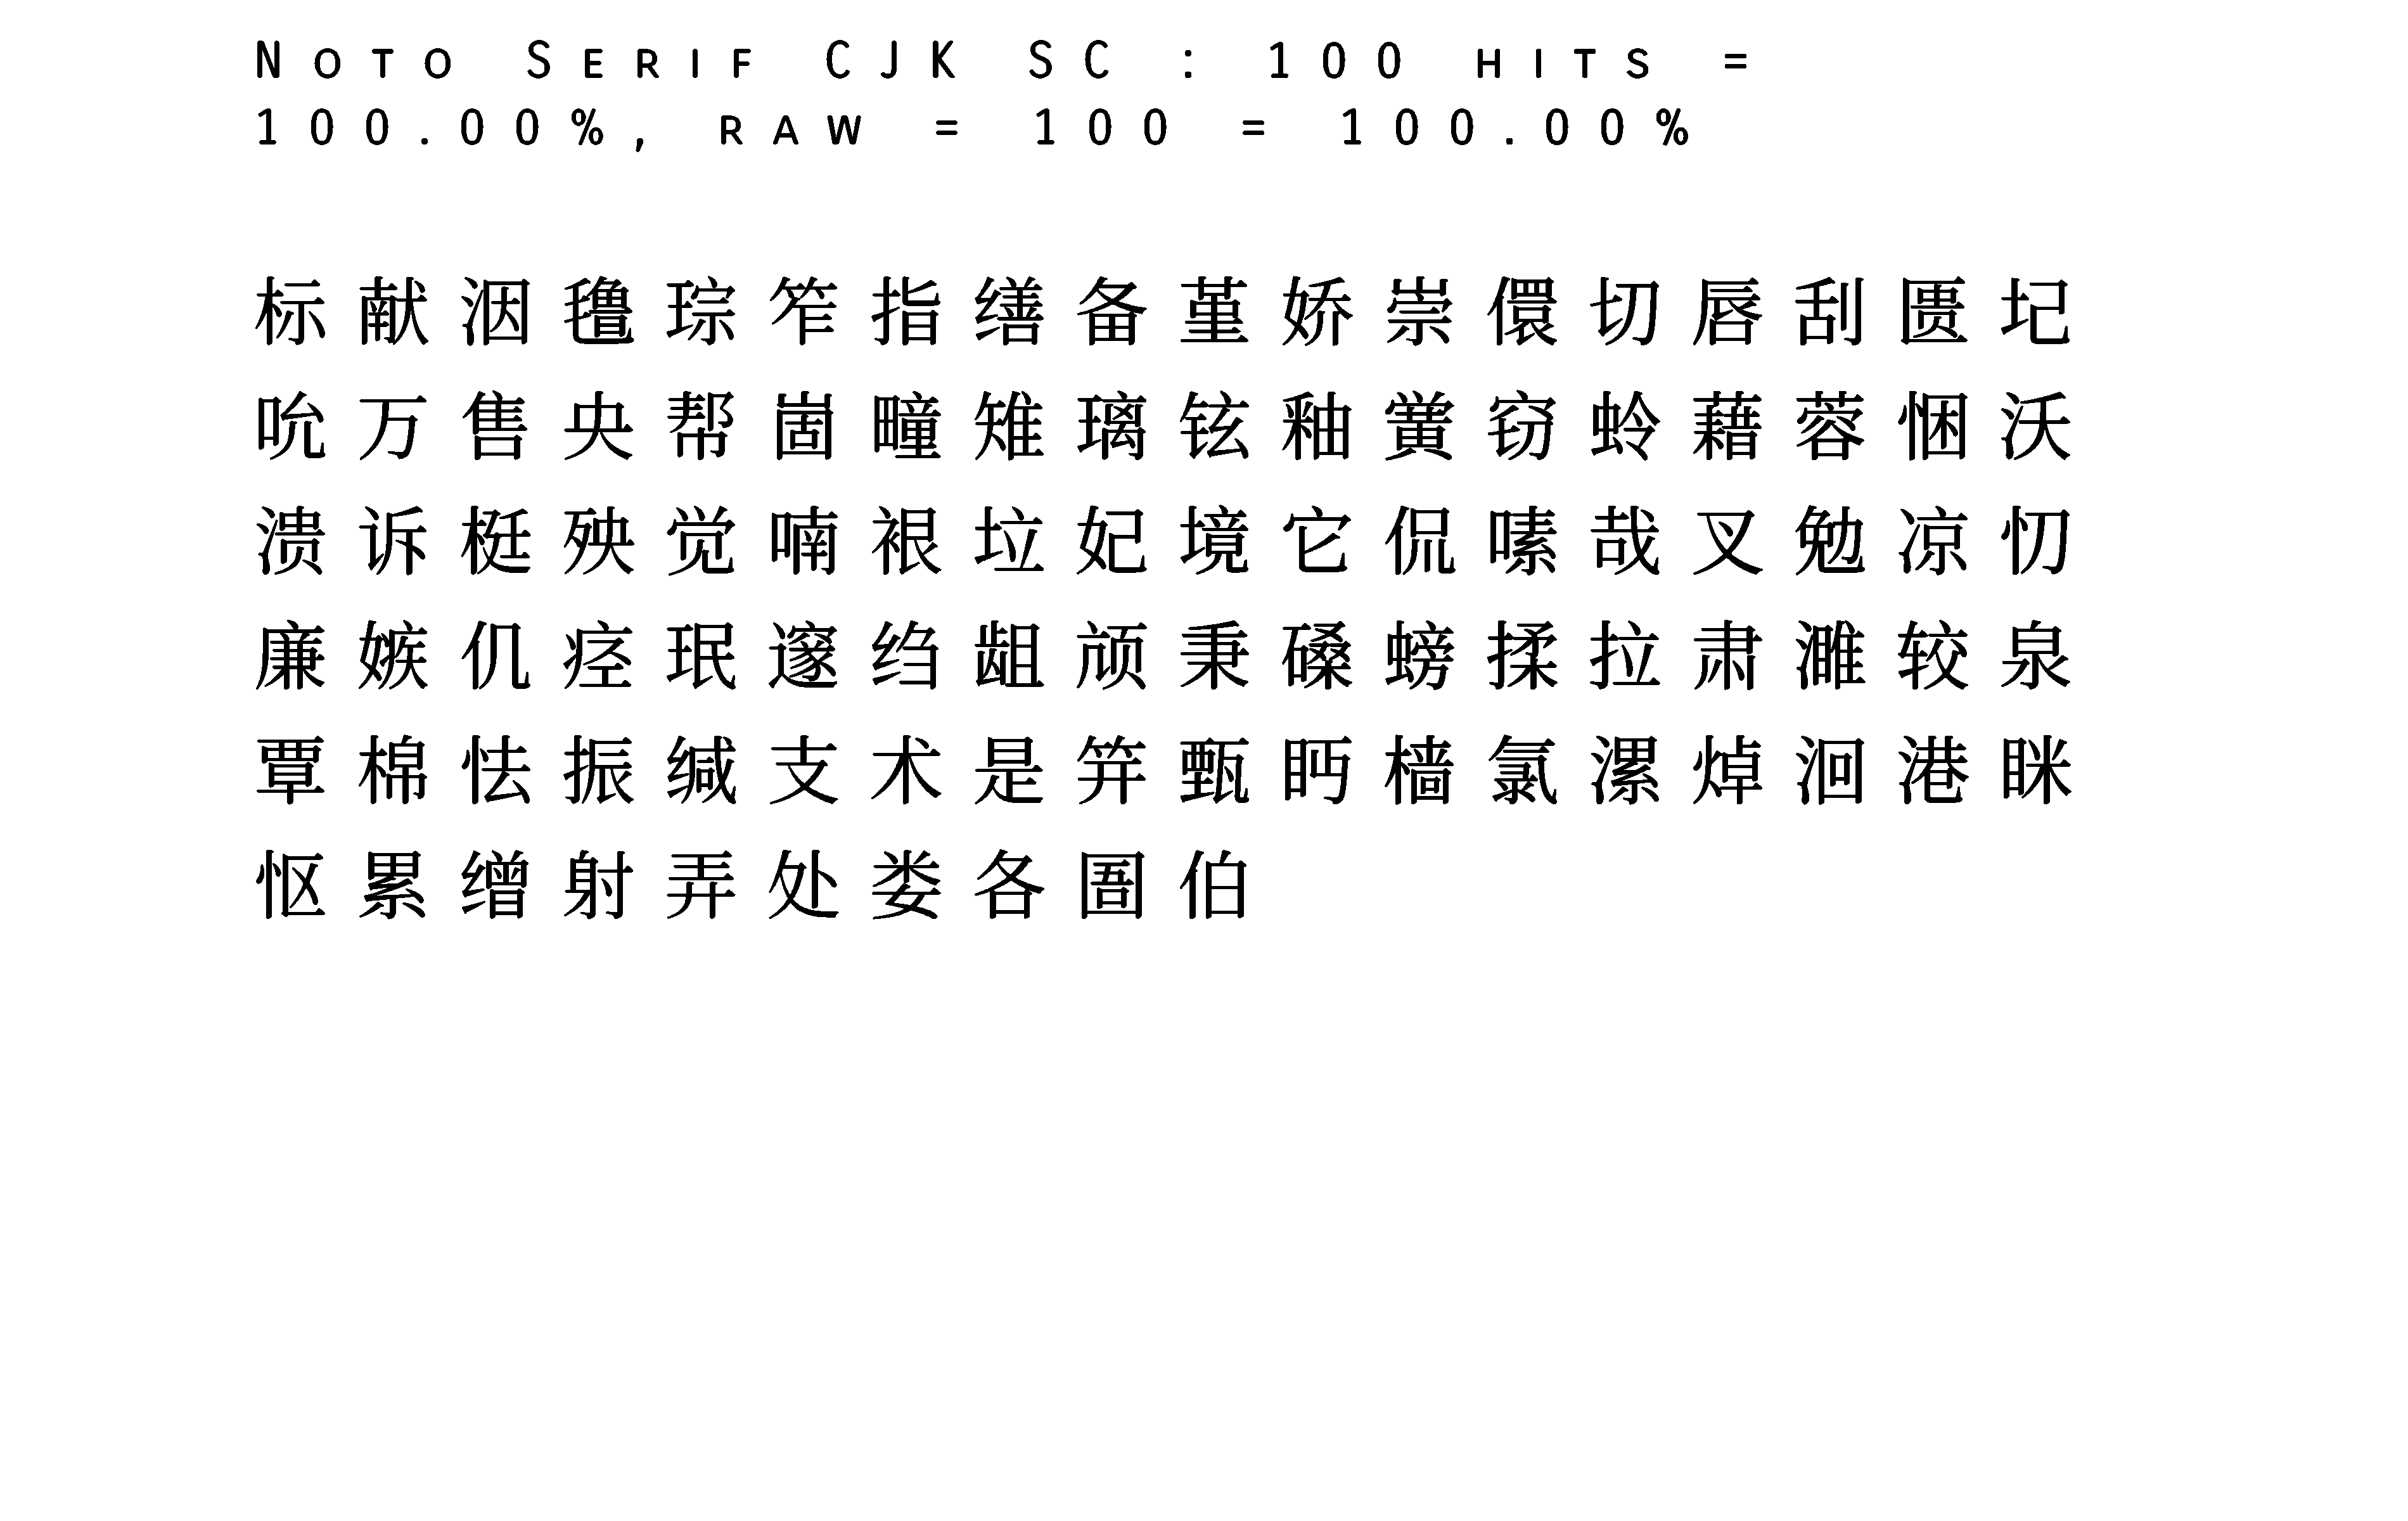 Noto Serif CJK SC : 100 hits =
100.00%, raw = 100 = 100.00%
标献洇氇琮笮指缮备堇娇崇儇切唇刮匮圮
吮万售央帮崮疃雉璃铉釉黉窃蛉藉蓉悃沃
溃诉梃殃觉喃裉垃妃境它侃嗉哉叉勉凉忉
廉嫉仉痉珉邃绉龃颃秉磉螃揉拉肃濉较泉
覃棉怯振缄支术是笄甄眄樯氯漯焯洄港眯
怄累缯射弄处娄各圄伯